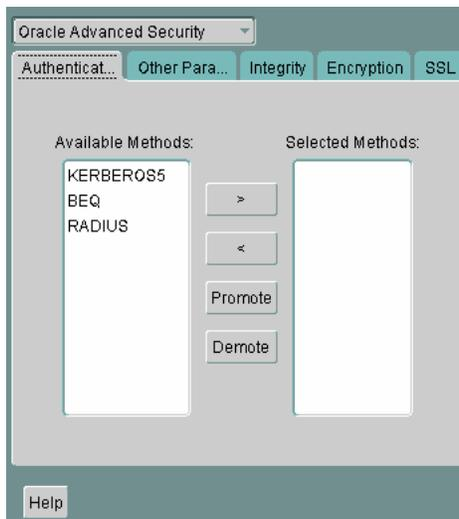 Oracle Advanced Security
Authenticat... Other Para... Integrity Encryption SSL
Available Methods: Selected Methods:
KERBEROS5
BEQ
RADIUS
>
<
Promote
Demote
Help